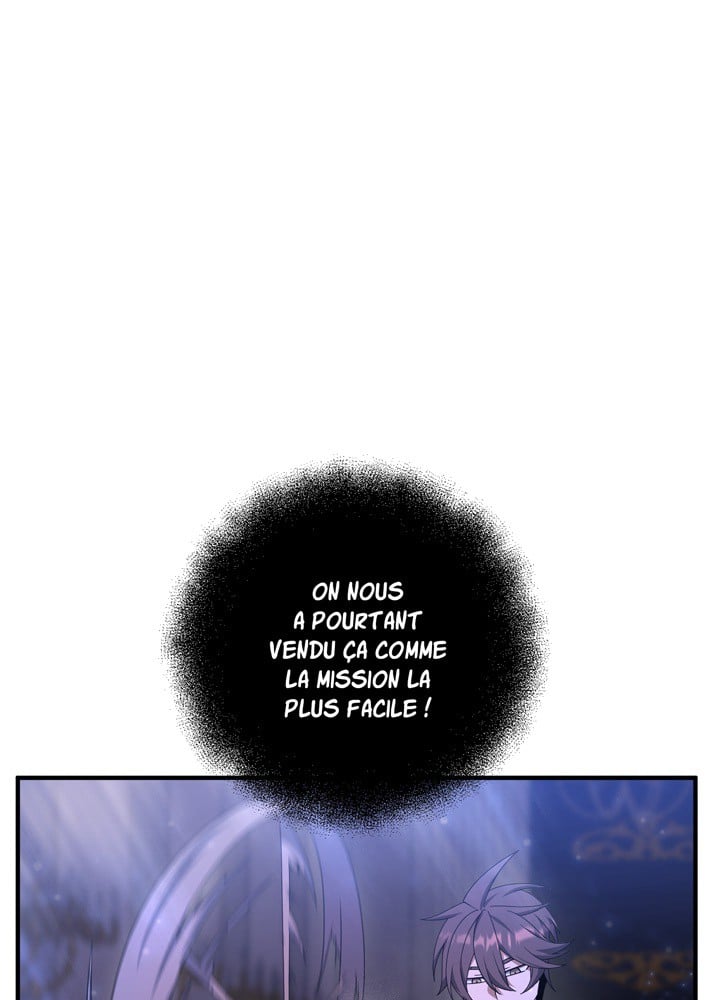 ON NOUS
A POURTANT
VENDU ÇA COMME
LA MISSION LA
PLUS FACILE !